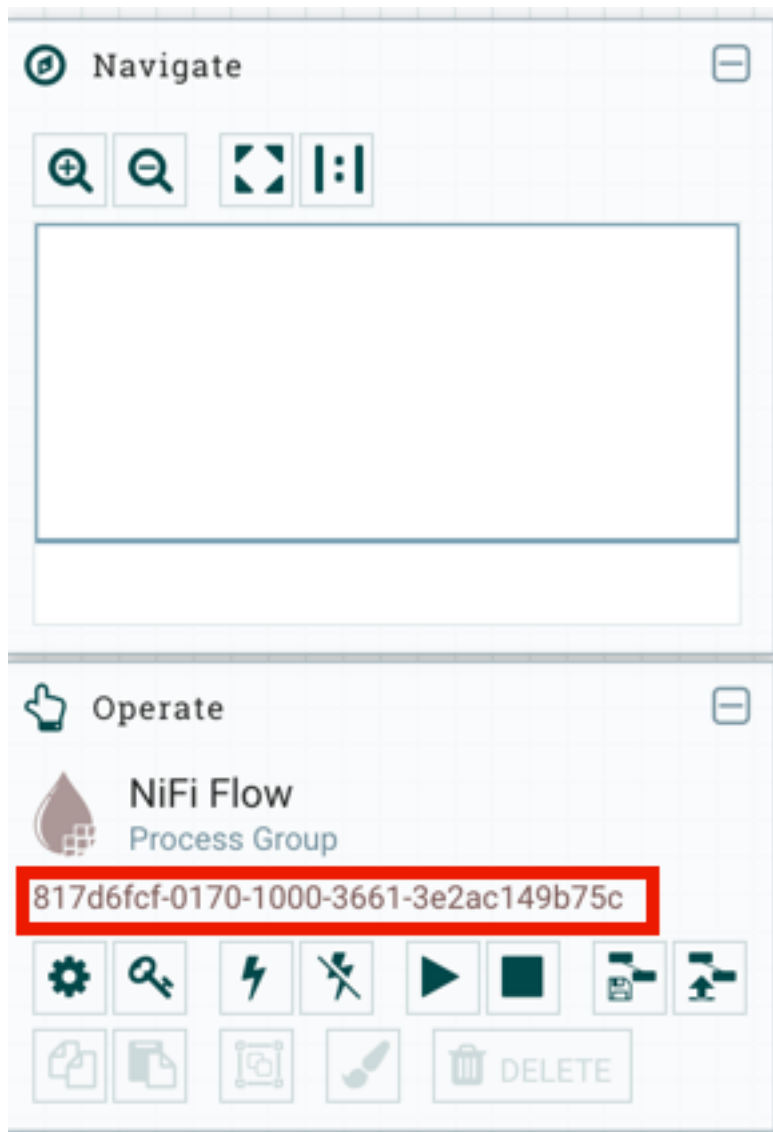 Navigate
Operate
NiFi Flow
Process Group
817d6fcf-0170-1000-3661-3e2ac149b75c
DELETE